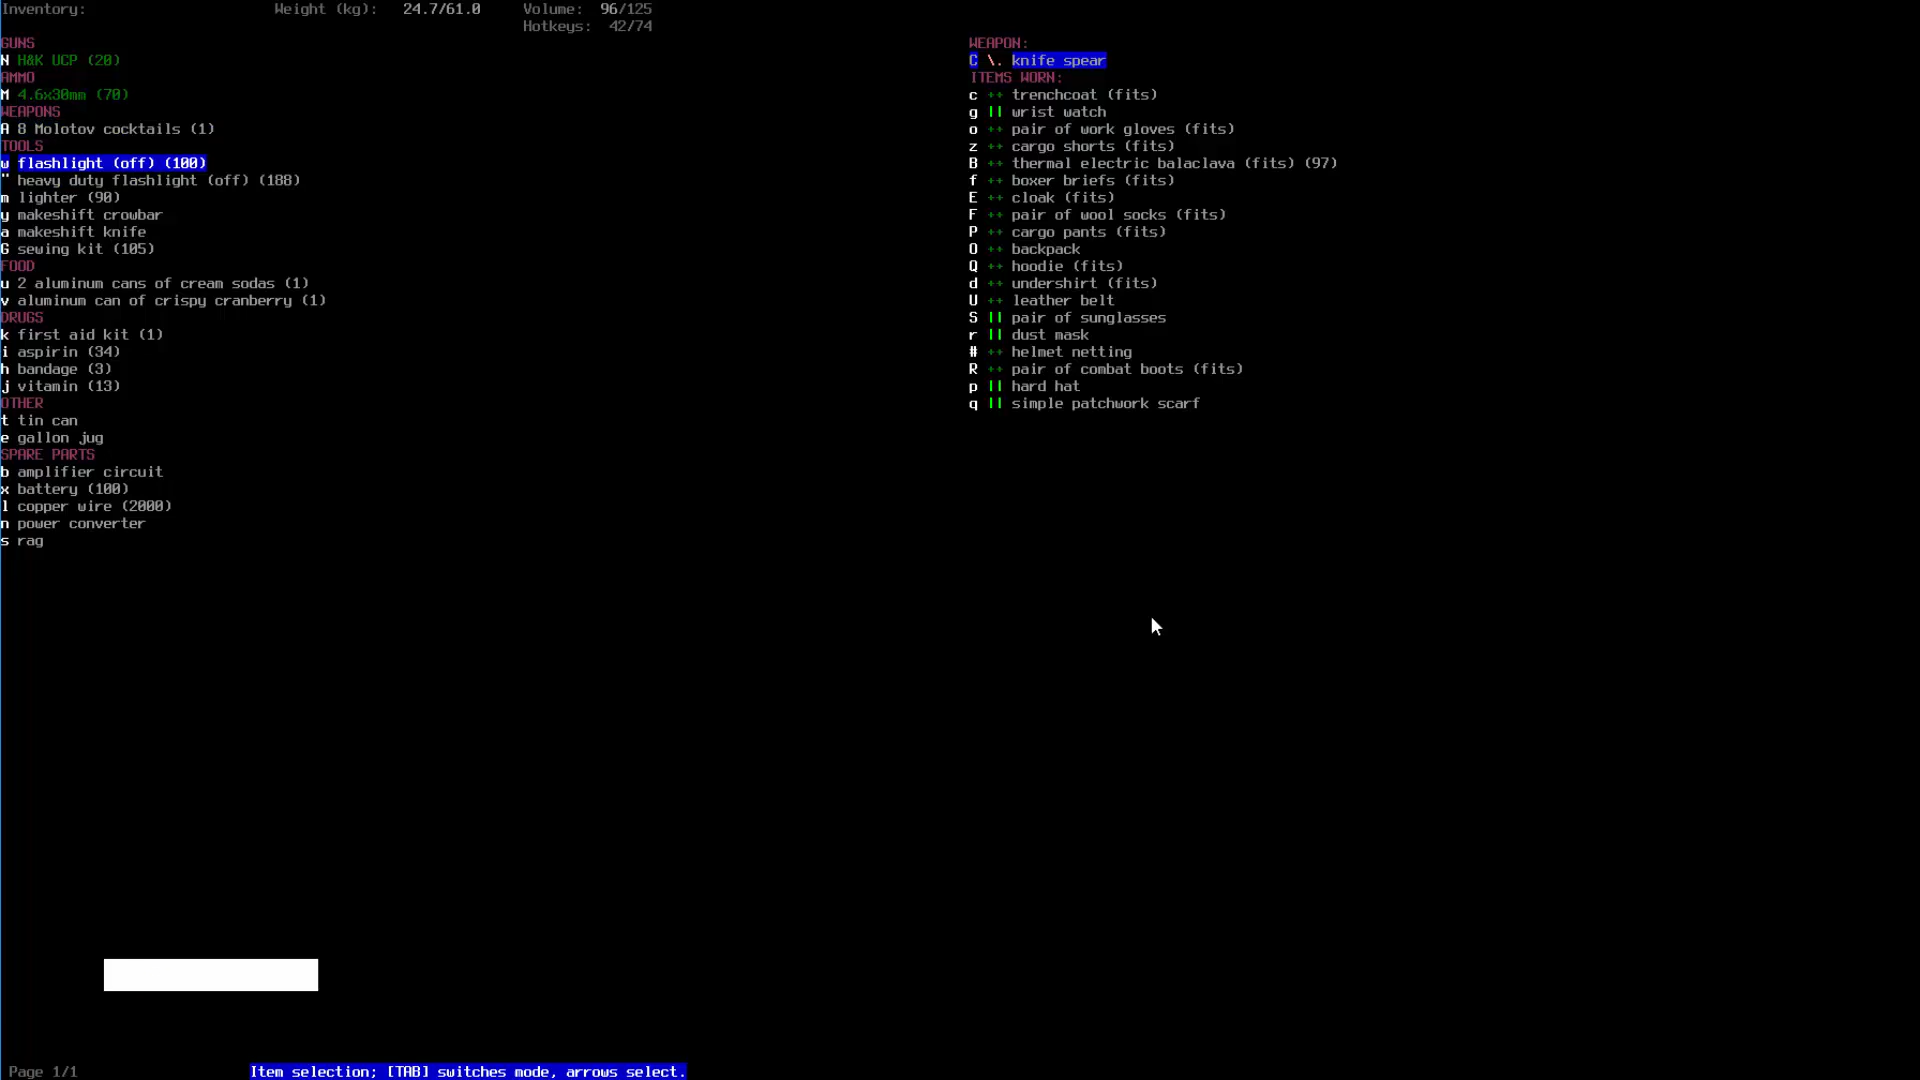 Inventory: Weight (kg): 24.7/61.0 Volume: 96/125
Hotkeys: 42/74
GUNS
N H&K UCP (20)
AMMO
M 4.6x30mm (70)
WEAPONS
A 8 Molotov cocktails (1)
TOOLS
w flashlight (off) (100)
" heavy duty flashlight (off) (188)
m lighter (90)
y makeshift crowbar
a makeshift knife
G sewing kit (105)
FOOD
u 2 aluminum cans of cream sodas (1)
v aluminum can of crispy cranberry (1)
DRUGS
k first aid kit (1)
i aspirin (34)
h bandage (3)
j vitamin (13)
OTHER
t tin can
e gallon jug
SPARE PARTS
b amplifier circuit
x battery (100)
l copper wire (2000)
n power converter
s rag
WEAPON:
C \. knife spear
ITEMS WORN:
c ++ trenchcoat (fits)
g || wrist watch
o ++ pair of work gloves (fits)
z ++ cargo shorts (fits)
B ++ thermal electric balaclava (fits) (97)
f ++ boxer briefs (fits)
E ++ cloak (fits)
F ++ pair of wool socks (fits)
P ++ cargo pants (fits)
O ++ backpack
Q ++ hoodie (fits)
d ++ undershirt (fits)
U ++ leather belt
S || pair of sunglasses
r || dust mask
# ++ helmet netting
R ++ pair of combat boots (fits)
p || hard hat
q || simple patchwork scarf
Page 1/1 Item selection; [TAB] switches mode, arrows select.